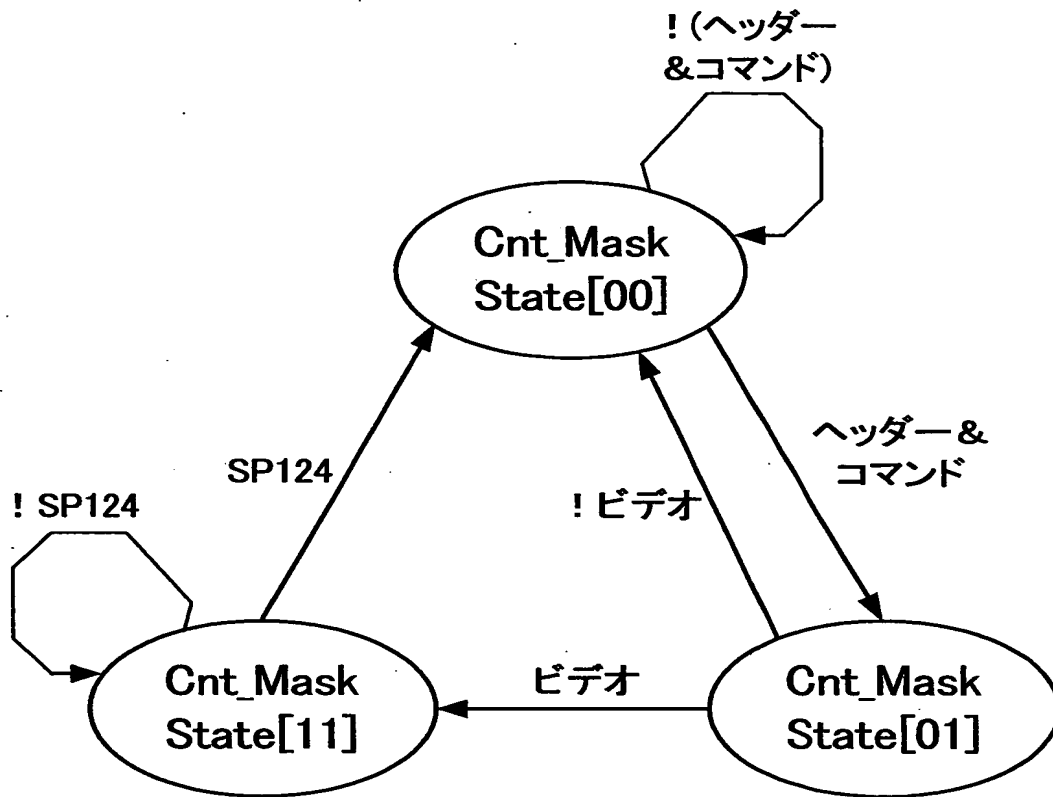 ! (ヘッダー
&コマンド)
Cnt_Mask
State[00]
ヘッダー&
コマンド
SP124
! ビデオ
! SP124
Cnt_Mask
State[11]
ビデオ
Cnt_Mask
State[01]